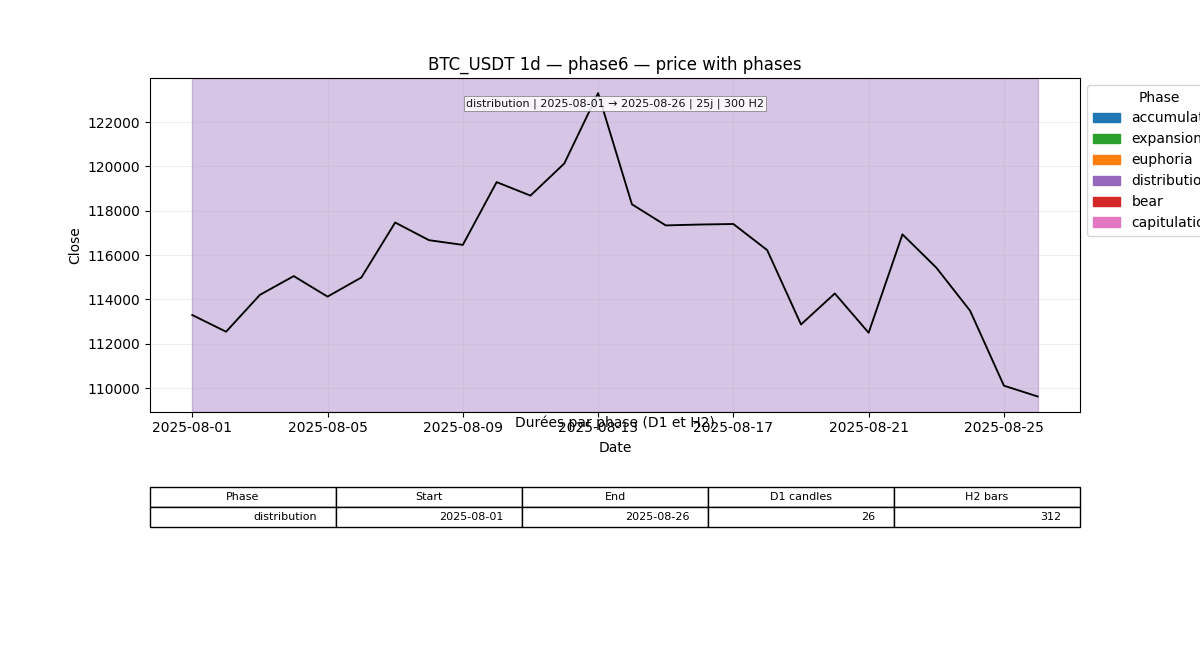 BTC_USDT 1d — phase6 — price with phases
distribution | 2025-08-01 → 2025-08-26 | 25j | 300 H2
Close
122000
120000
118000
116000
114000
112000
110000
2025-08-01 2025-08-05 2025-08-09 2025-08-13 2025-08-17 2025-08-21 2025-08-25
Date
Phase
accumulat
expansion
euphoria
distributio
bear
capitulatio
Durées par phase (D1 et H2)
Phase Start End D1 candles H2 bars
distribution 2025-08-01 2025-08-26 26 312